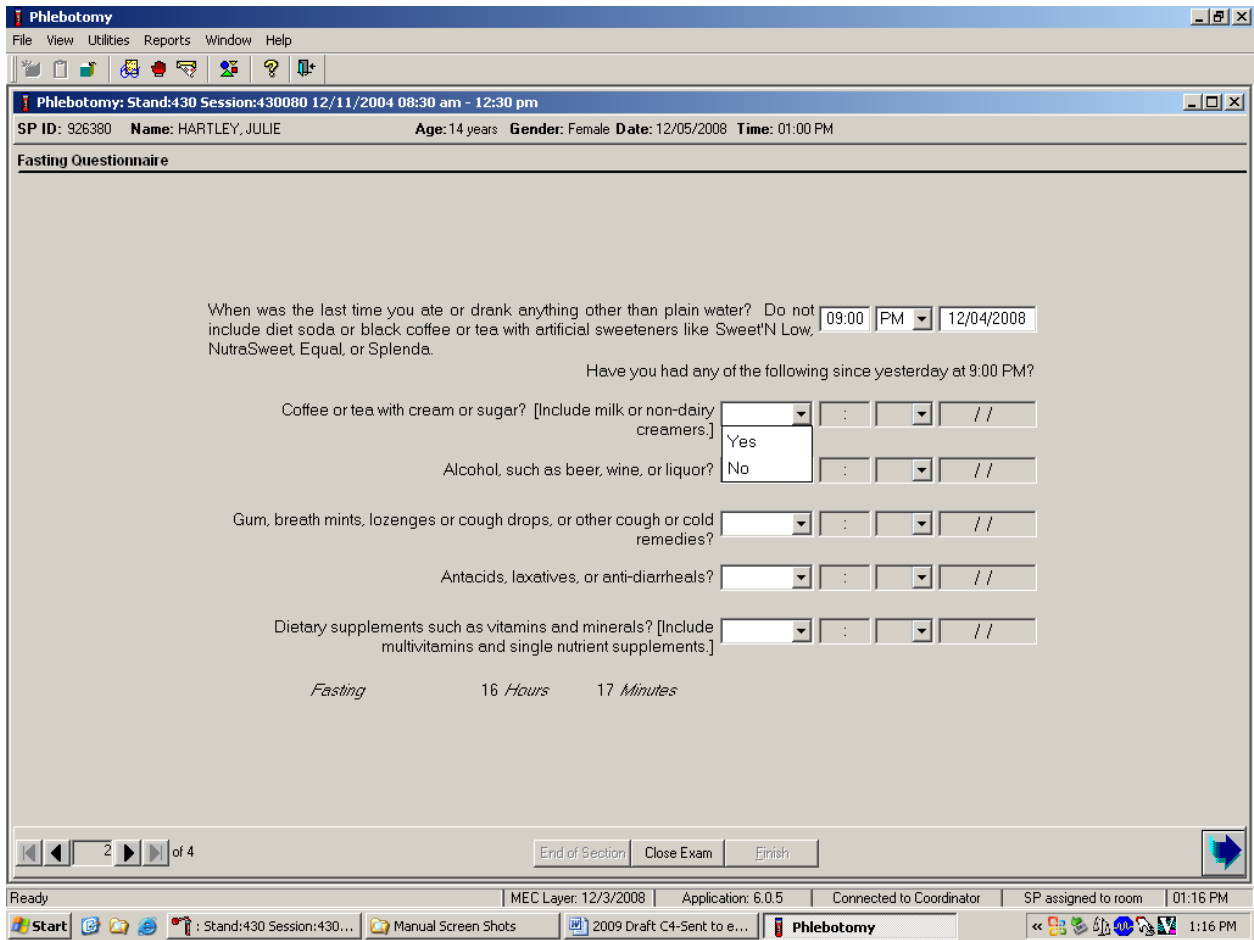 Phlebotomy
File View Utilities Reports Window Help
Phlebotomy: Stand:430 Session:430080 12/11/2004 08:30 am - 12:30 pm
SP ID: 926380 Name: HARTLEY, JULIE Age: 14 years Gender: Female Date: 12/05/2008 Time: 01:00 PM
Fasting Questionnaire
When was the last time you ate or drank anything other than plain water? Do not 09:00 PM 12/04/2008
include diet soda or black coffee or tea with artificial sweeteners like Sweet'N Low,
NutraSweet, Equal, or Splenda.
Have you had any of the following since yesterday at 9:00 PM?
Coffee or tea with cream or sugar? [Include milk or non-dairy : / /
creamers.]
Yes
No
Alcohol, such as beer, wine, or liquor? : / /
Gum, breath mints, lozenges or cough drops, or other cough or cold : / /
remedies?
Antacids, laxatives, or anti-diarrheals? : / /
Dietary supplements such as vitamins and minerals? [Include : / /
multivitamins and single nutrient supplements.]
Fasting 16 Hours 17 Minutes
2 of 4 End of Section Close Exam Finish
Ready MEC Layer: 12/3/2008 Application: 6.0.5 Connected to Coordinator SP assigned to room 01:16 PM
Start : Stand:430 Session:430... Manual Screen Shots 2009 Draft C4-Sent to e... Phlebotomy « 1:16 PM